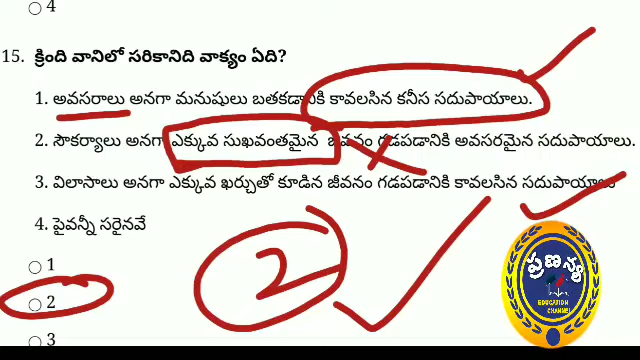 4
15. క్రింది వానిలో సరికానిది వాక్యం ఏది?
1. అవసరాలు అనగా మనుషులు బతకడానికి కావలసిన కనీస సదుపాయాలు.
2. సౌకర్యాలు అనగా ఎక్కువ సుఖవంతమైన జీవనం గడపడానికి అవసరమైన సదుపాయాలు.
3. విలాసాలు అనగా ఎక్కువ ఖర్చుతో కూడిన జీవనం గడపడానికి కావలసిన సదుపాయాలు
4. పైవన్నీ సరైనవే
2
1
2
3
ప్రణన్య
EDUCATION
CHANNEL